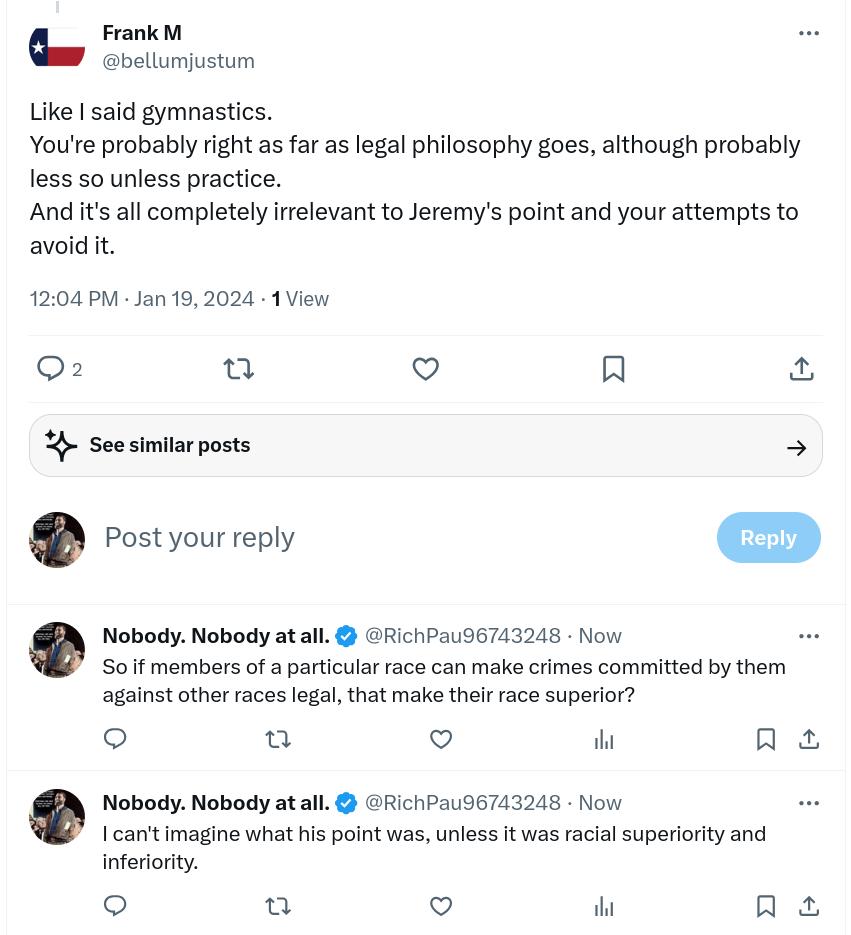 Frank M
@bellumjustum
Like I said gymnastics.
You're probably right as far as legal philosophy goes, although probably
less so unless practice.
And it's all completely irrelevant to Jeremy's point and your attempts to
avoid it.
12:04 PM · Jan 19, 2024 · 1 View
2
See similar posts
Post your reply
Reply
Nobody. Nobody at all. @RichPau96743248 · Now
So if members of a particular race can make crimes committed by them
against other races legal, that make their race superior?
Nobody. Nobody at all. @RichPau96743248 · Now
I can't imagine what his point was, unless it was racial superiority and
inferiority.